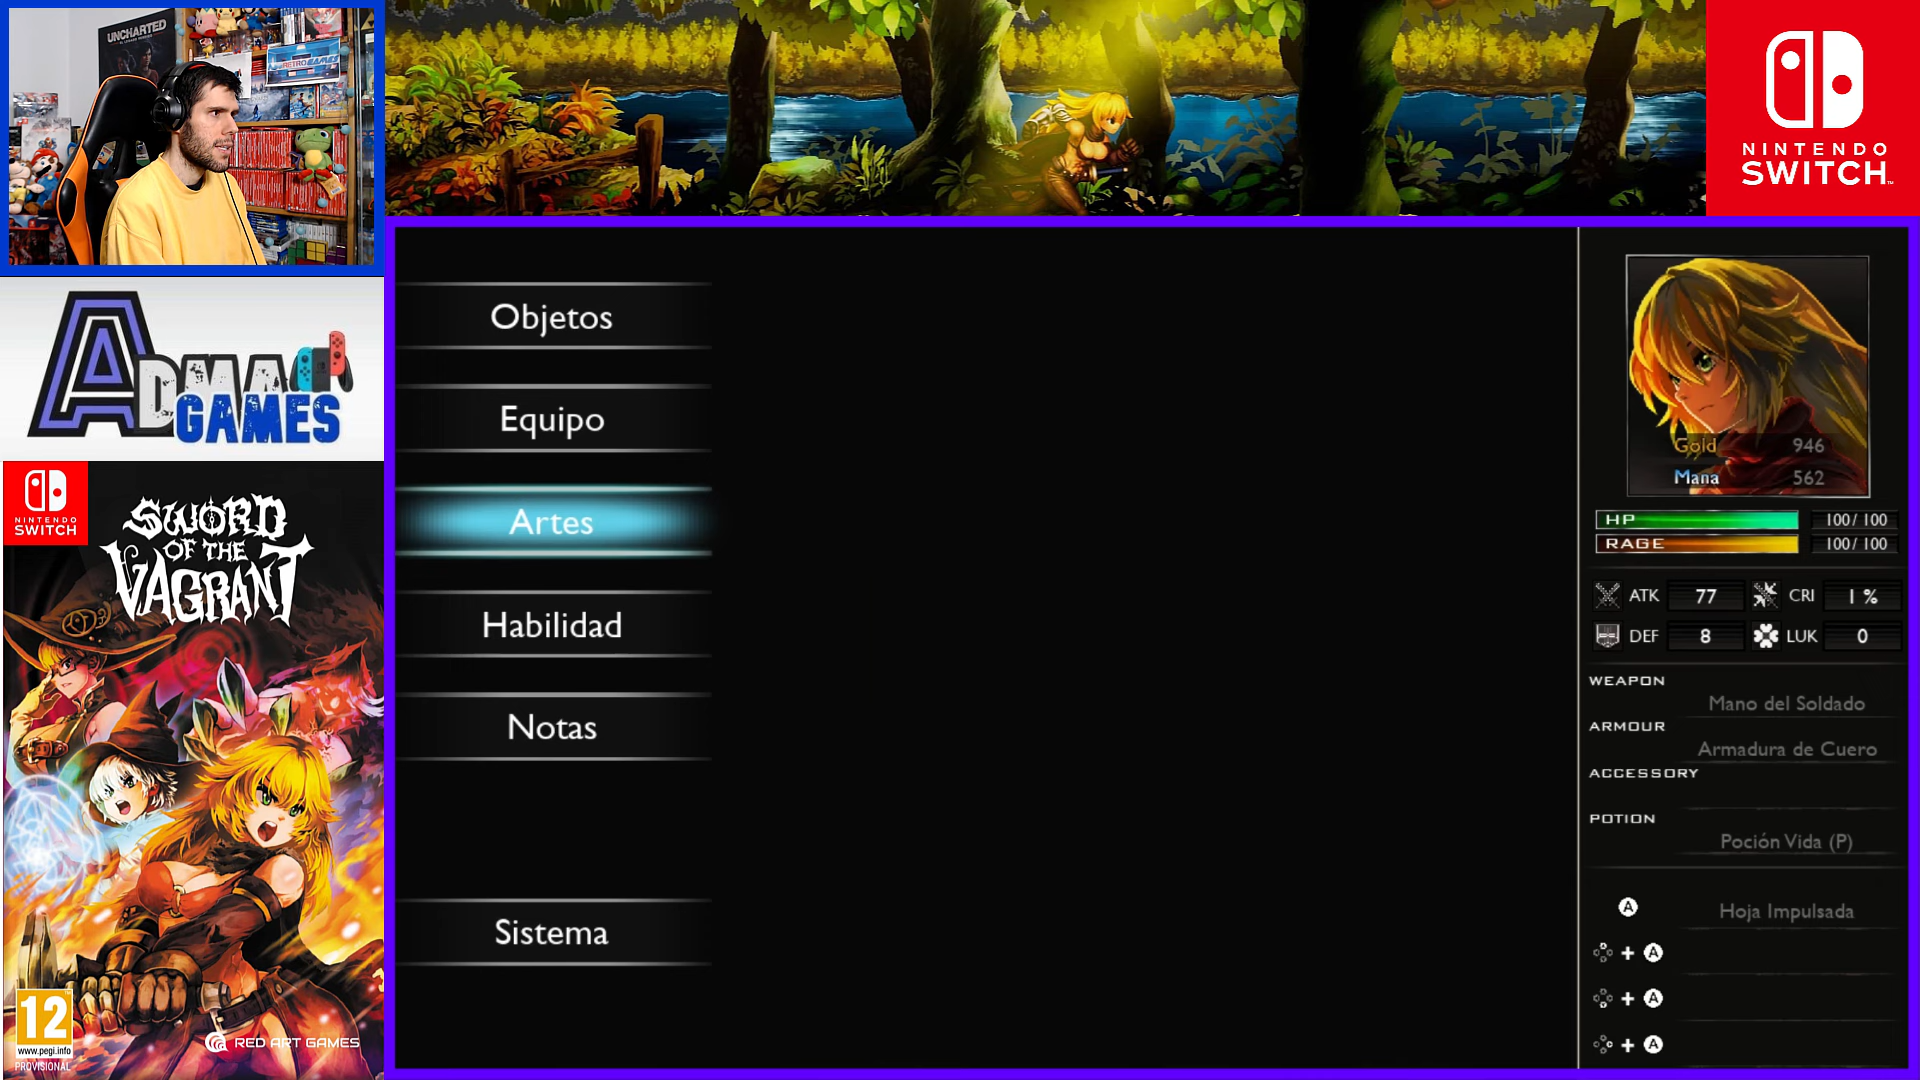 UNCHARTED
RETRO
NINTENDO
SWITCH
ADMA
GAMES
NINTENDO
SWITCH
SWORD
OF THE
VAGRANT
12
www.pegi.info
PROVISIONAL
RED ART GAMES
Objetos
Equipo
Artes
Habilidad
Notas
Sistema
Gold 946
Mana 562
HP 100/ 100
RAGE 100/ 100
ATK 77 CRI 1 %
DEF 8 LUK 0
WEAPON
Mano del Soldado
ARMOUR
Armadura de Cuero
ACCESSORY
POTION
Poción Vida (P)
A Hoja Impulsada
+ A
+ A
+ A